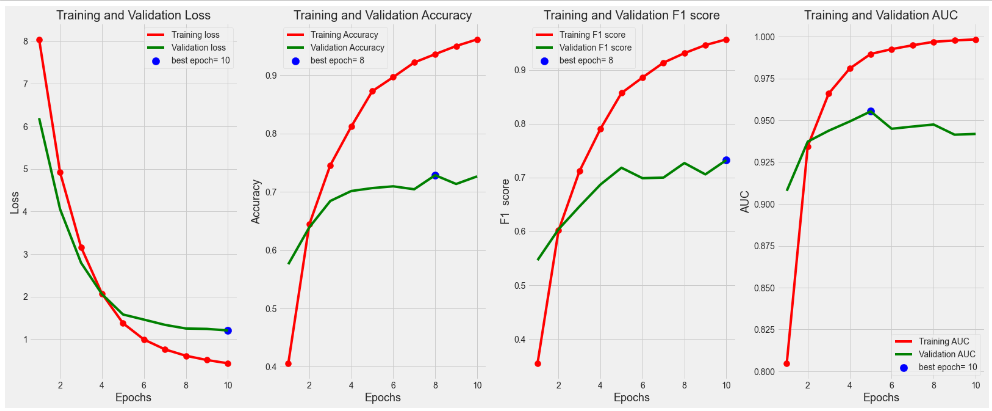 Training and Validation Loss
Training loss
Validation loss
best epoch= 10
8
7
6
5
4
3
2
1
Loss
2
4
6
8
10
Epochs
Training and Validation Accuracy
Training Accuracy
Validation Accuracy
best epoch= 8
0.9
0.8
0.7
0.6
0.5
0.4
Accuracy
2
4
6
8
10
Epochs
Training and Validation F1 score
Training F1 score
Validation F1 score
best epoch= 8
0.9
0.8
0.7
0.6
0.5
0.4
F1 score
2
4
6
8
10
Epochs
Training and Validation AUC
1.000
0.975
0.950
0.925
0.900
0.875
0.850
0.825
0.800
AUC
Training AUC
Validation AUC
best epoch= 10
2
4
6
8
10
Epochs